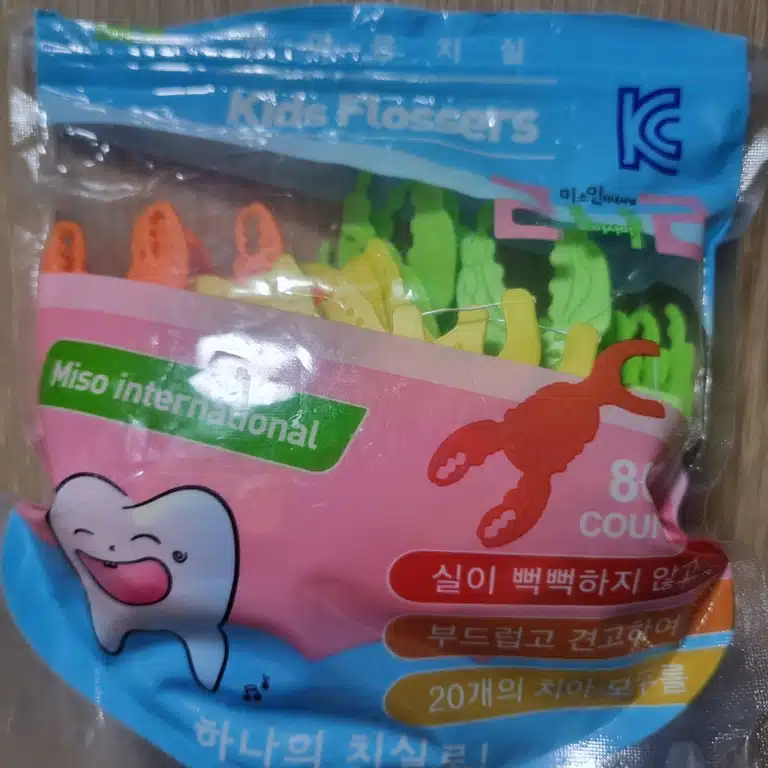 치실
Kids Flossers
KC
미소인터내셔널
Miso international
COUN
실이 뻑뻑하지 않고
부드럽고 견고하여
20개의 치아 모두를
하나의 치실로!